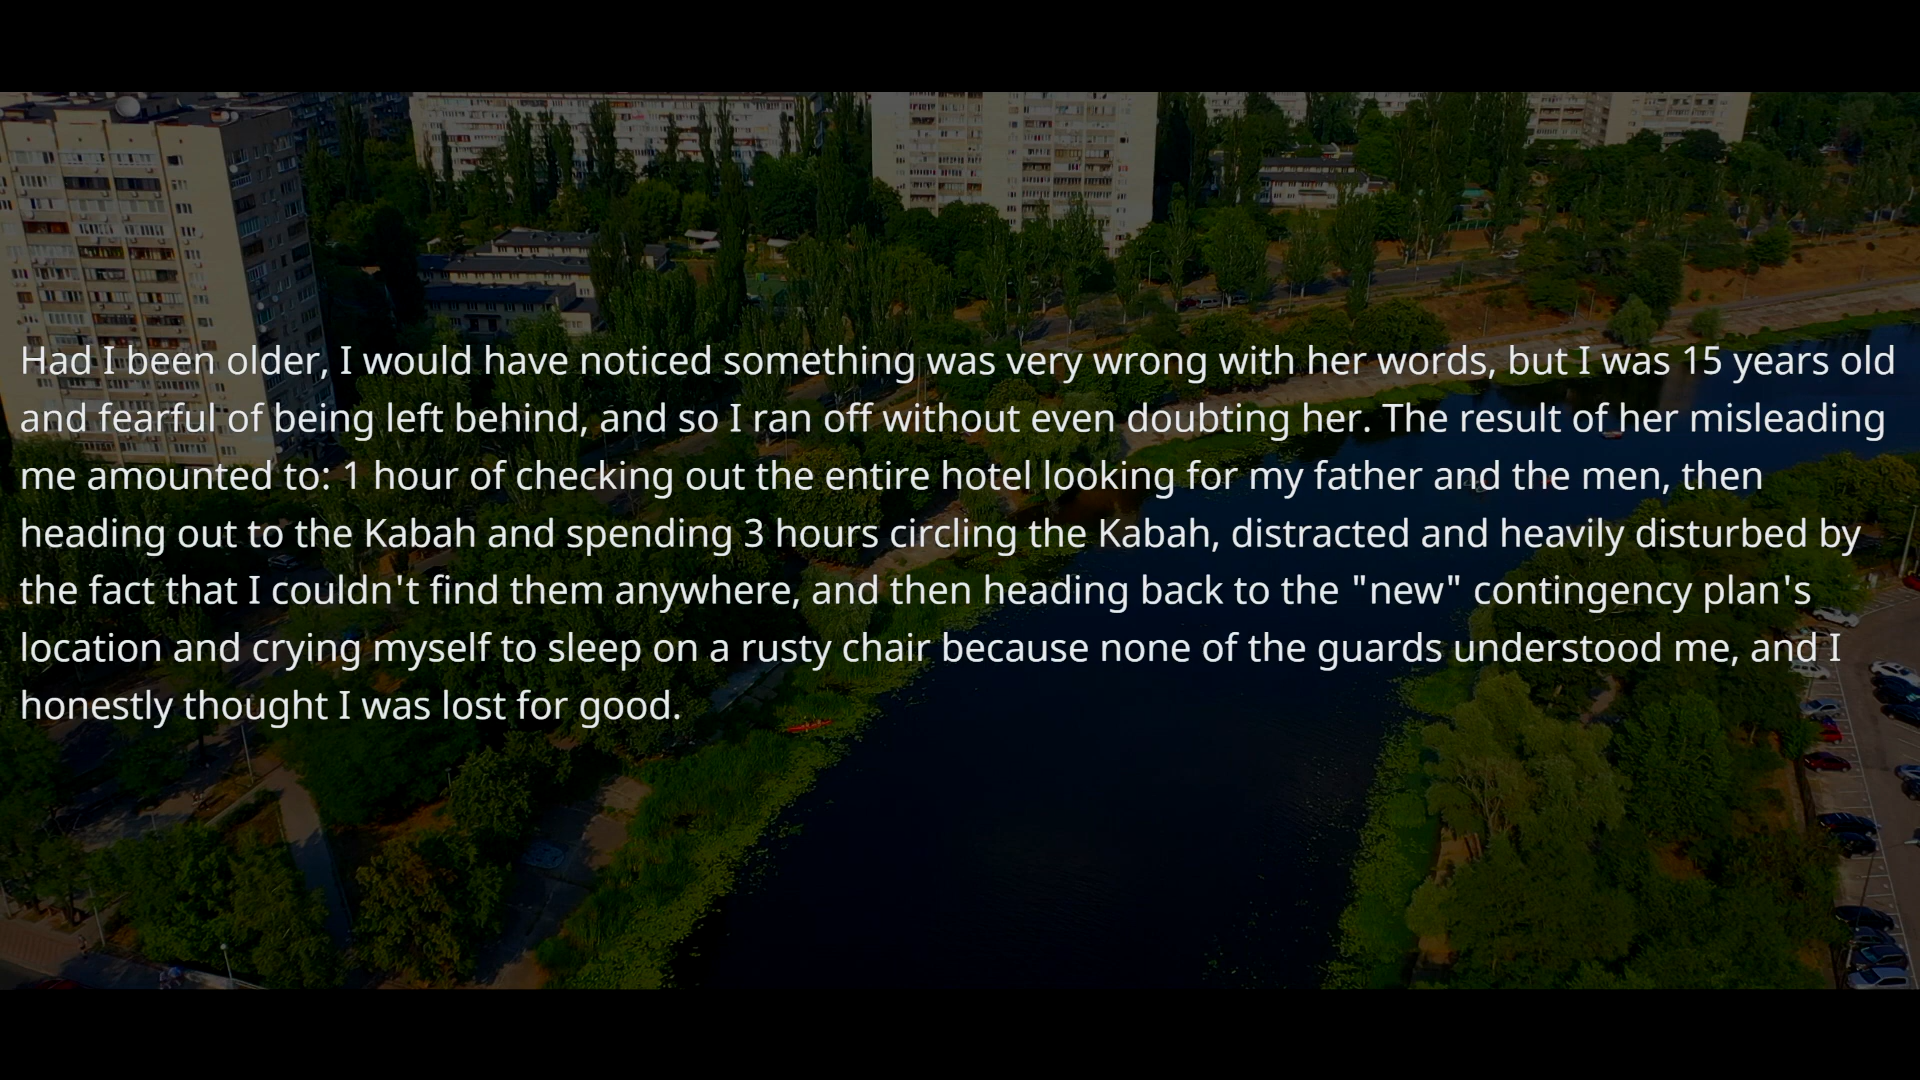 Had I been older, I would have noticed something was very wrong with her words, but I was 15 years old
and fearful of being left behind, and so I ran off without even doubting her. The result of her misleading
me amounted to: 1 hour of checking out the entire hotel looking for my father and the men, then
heading out to the Kabah and spending 3 hours circling the Kabah, distracted and heavily disturbed by
the fact that I couldn't find them anywhere, and then heading back to the "new" contingency plan's
location and crying myself to sleep on a rusty chair because none of the guards understood me, and I
honestly thought I was lost for good.